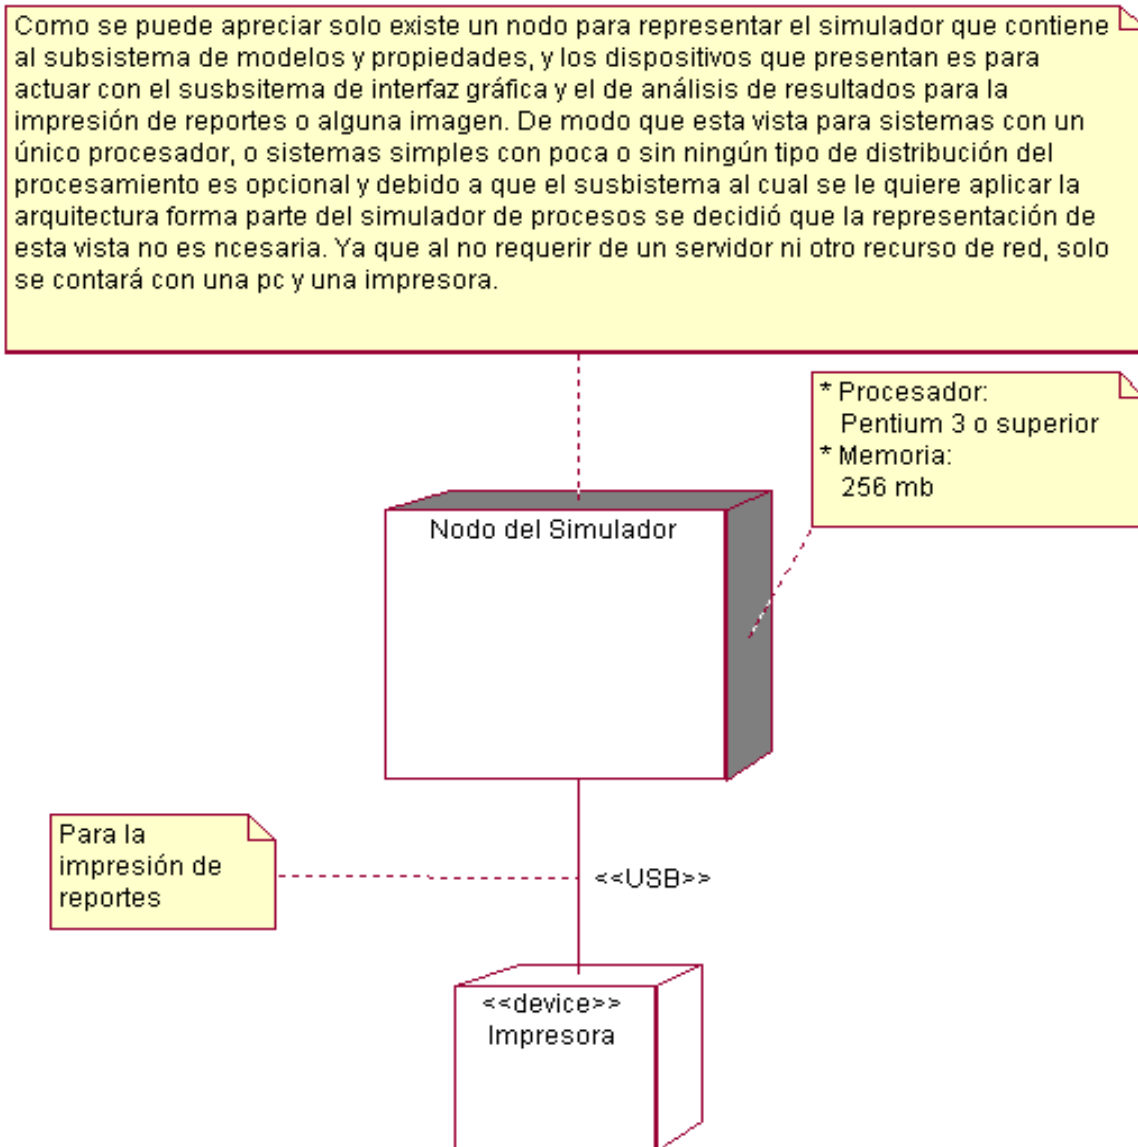 Como se puede apreciar solo existe un nodo para representar el simulador que contiene
al subsistema de modelos y propiedades, y los dispositivos que presentan es para
actuar con el susbsitema de interfaz gráfica y el de análisis de resultados para la
impresión de reportes o alguna imagen. De modo que esta vista para sistemas con un
único procesador, o sistemas simples con poca o sin ningún tipo de distribución del
procesamiento es opcional y debido a que el susbistema al cual se le quiere aplicar la
arquitectura forma parte del simulador de procesos se decidió que la representación de
esta vista no es ncesaria. Ya que al no requerir de un servidor ni otro recurso de red, solo
se contará con una pc y una impresora.
* Procesador:
Pentium 3 o superior
* Memoria:
256 mb
Nodo del Simulador
Para la
impresión de
reportes
<<USB>>
<<device>>
Impresora